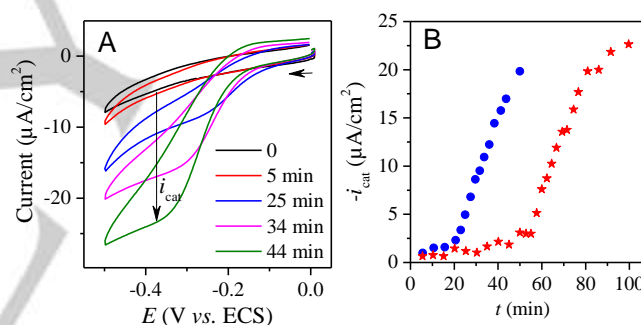 A
B
0
-10
-20
Current (µA/cm²)
-0.4
-0.2
0.0
E (V vs. ECS)
i_cat
0
5 min
25 min
34 min
44 min
25
20
15
10
5
0
-i_cat (µA/cm²)
0
20
40
60
80
100
t (min)